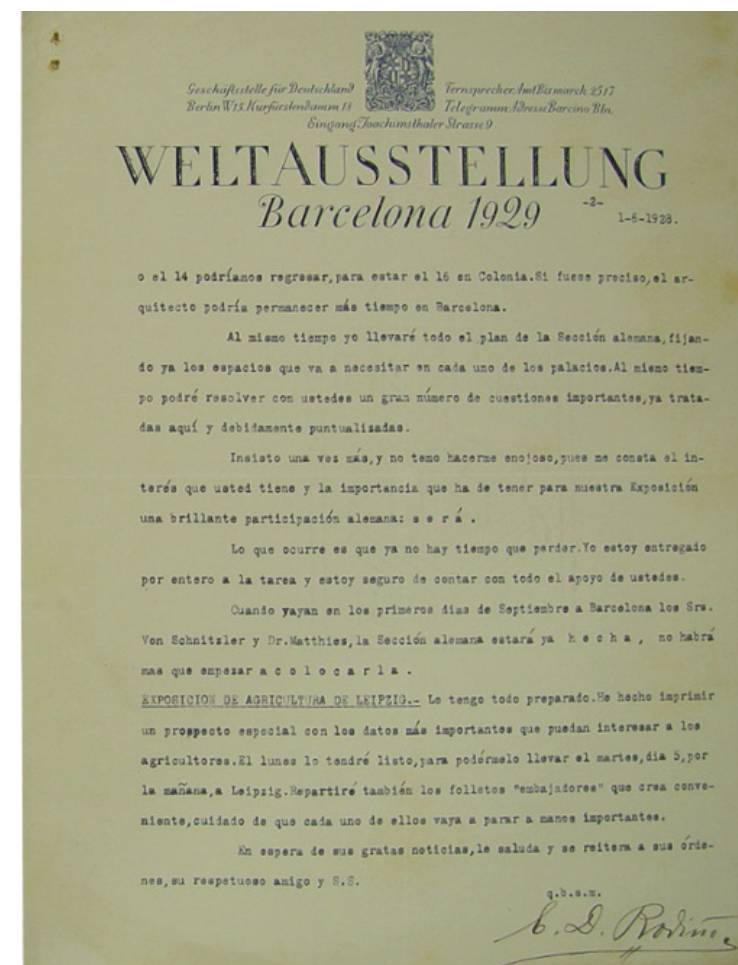 Geschäftsstelle für Deutschland
Berlin W15, Kurfürstendamm 18
Fernsprecher: Amt Bismarck 2517
Telegramm-Adresse Barcino Bln.
Eingang Joachimsthaler Strasse 9
WELTAUSSTELLUNG
Barcelona 1929
-2-
1-6-1928.
o el 14 podríamos regresar,para estar el 16 en Colonia.Si fuese preciso,el ar-
quitecto podría permanecer más tiempo en Barcelona.
Al mismo tiempo yo llevaré todo el plan de la Sección alemana,fijan-
do ya los espacios que va a necesitar en cada uno de los palacios.Al mismo tiem-
po podré resolver con ustedes un gran número de cuestiones importantes,ya trata-
das aquí y debidamente puntualizadas.
Insisto una vez más,y no temo hacerme enojoso,pues me consta el in-
terés que usted tiene y la importancia que ha de tener para nuestra Exposición
una brillante participación alemana: s e r á .
Lo que ocurre es que ya no hay tiempo que perder.Yo estoy entregado
por entero a la tarea y estoy seguro de contar con todo el apoyo de ustedes.
Cuando yayan en los primeros dias de Septiembre a Barcelona los Srs.
Von Schnitzler y Dr.Matthies,la Sección alemana estará ya h e c h a , no habrá
mas que empezar a c o l o c a r l a .
EXPOSICION DE AGRICULTURA DE LEIPZIG.- Lo tengo todo preparado.He hecho imprimir
un prospecto especial con los datos más importantes que puedan interesar a los
agricultores.El lunes lo tendré listo,para podérmelo llevar el martes,dia 5,por
la mañana,a Leipzig.Repartiré también los folletos "embajadores" que crea conve-
niente,cuidado de que cada uno de ellos vaya a parar a manos importantes.
En espera de sus gratas noticias,le saluda y se reitera a sus órde-
nes,su respetuoso amigo y S.S.
q.b.s.m.